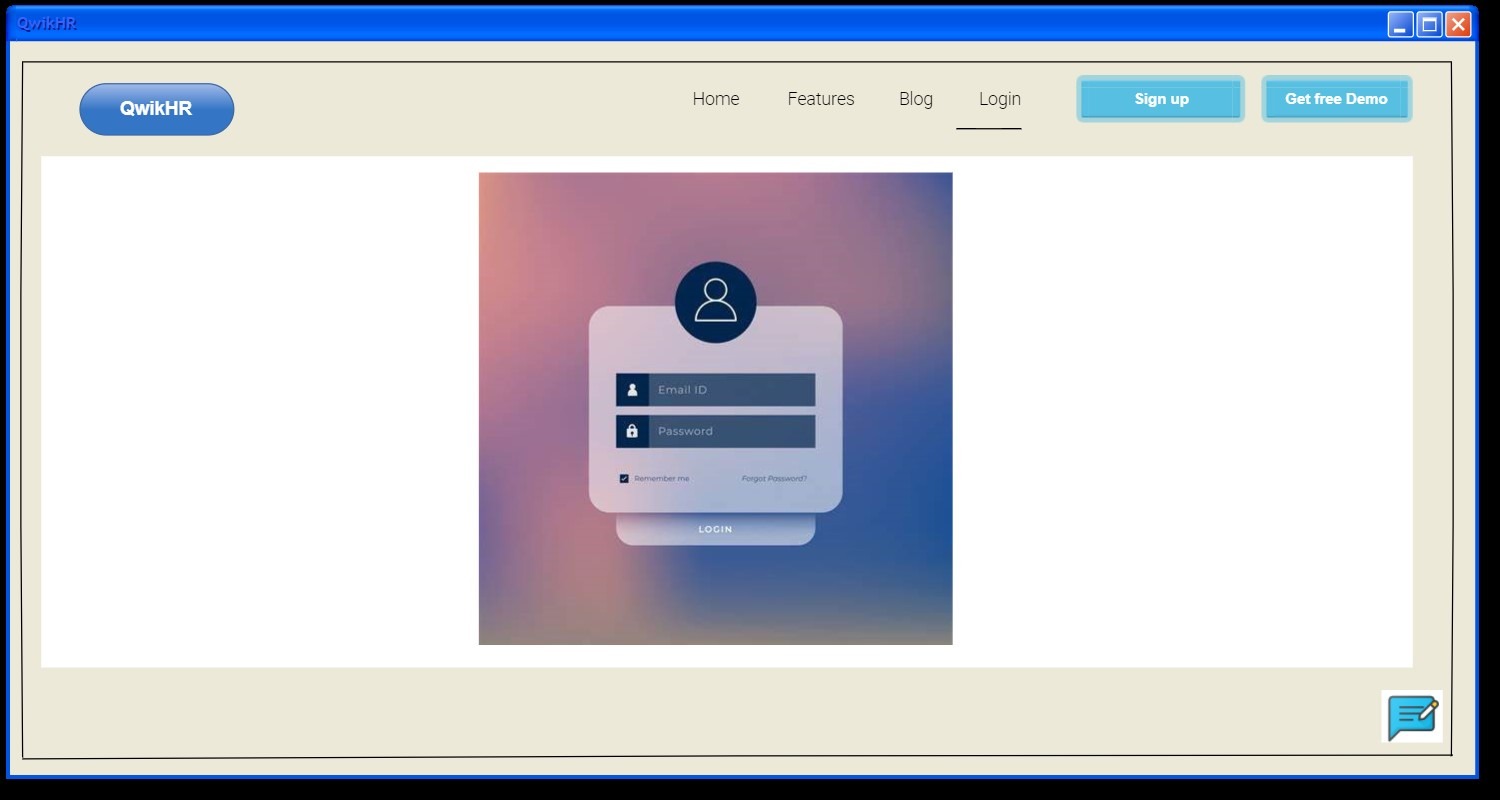 QwikHR
QwikHR
Home Features Blog Login Sign up Get free Demo
Email ID
Password
Remember me Forgot Password?
LOGIN